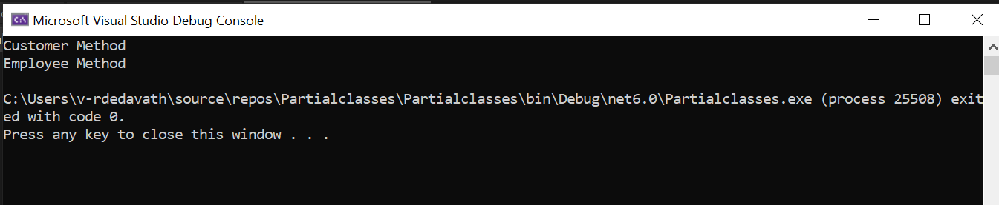 C:\
Microsoft Visual Studio Debug Console
Customer Method
Employee Method
C:\Users\v-rdedavath\source\repos\Partialclasses\Partialclasses\bin\Debug\net6.0\Partialclasses.exe (process 25508) exit
ed with code 0.
Press any key to close this window . . .